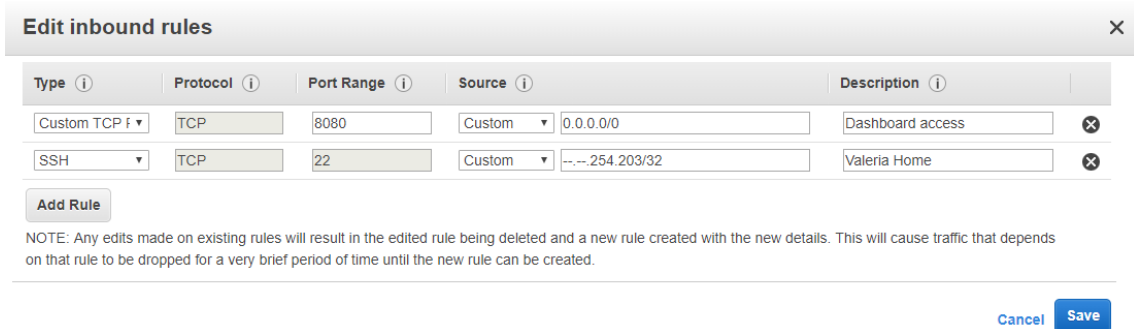 Edit inbound rules
Type Protocol Port Range Source Description
Custom TCP F TCP 8080 Custom 0.0.0.0/0 Dashboard access
SSH TCP 22 Custom --.--.254.203/32 Valeria Home
Add Rule
NOTE: Any edits made on existing rules will result in the edited rule being deleted and a new rule created with the new details. This will cause traffic that depends
on that rule to be dropped for a very brief period of time until the new rule can be created.
Cancel Save